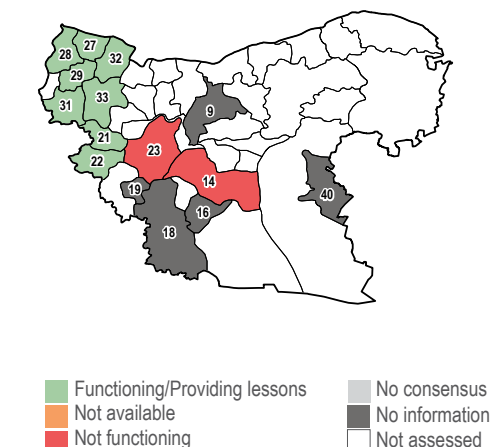 27
28
32
29
31
33
9
21
23
22
14
19
40
16
18
Functioning/Providing lessons
Not available
Not functioning
No consensus
No information
Not assessed